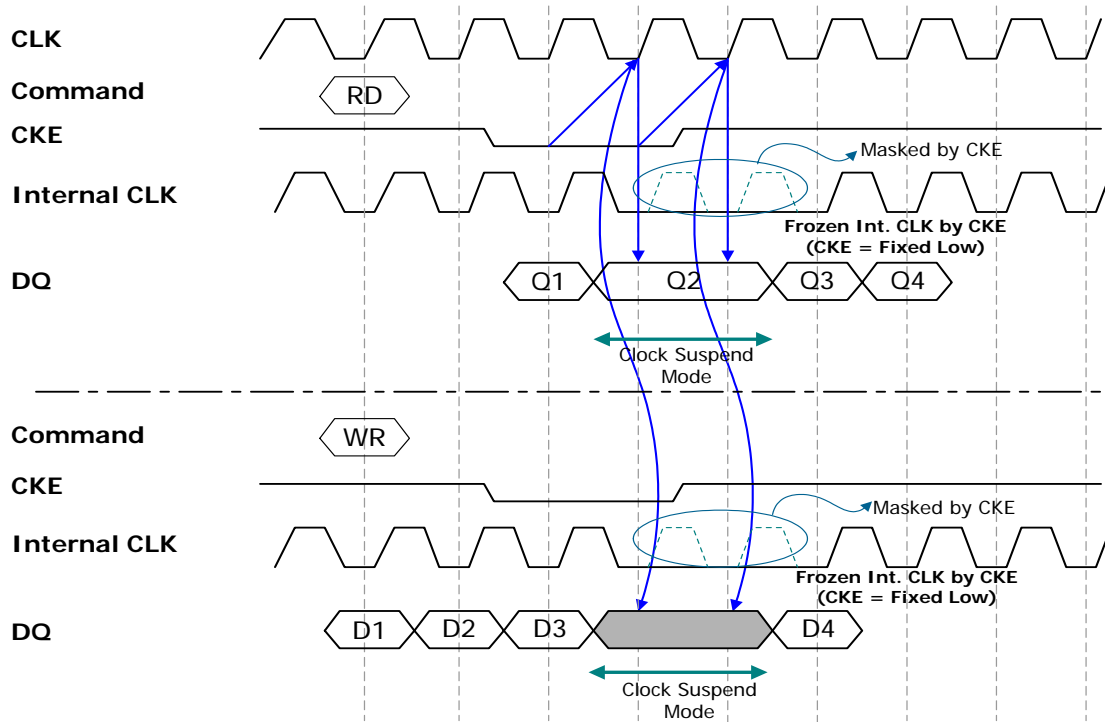 CLK
Command
RD
CKE
Masked by CKE
Internal CLK
Frozen Int. CLK by CKE
(CKE = Fixed Low)
DQ
Q1
Q2
Q3
Q4
Clock Suspend
Mode
Command
WR
CKE
Masked by CKE
Internal CLK
Frozen Int. CLK by CKE
(CKE = Fixed Low)
DQ
D1
D2
D3
D4
Clock Suspend
Mode